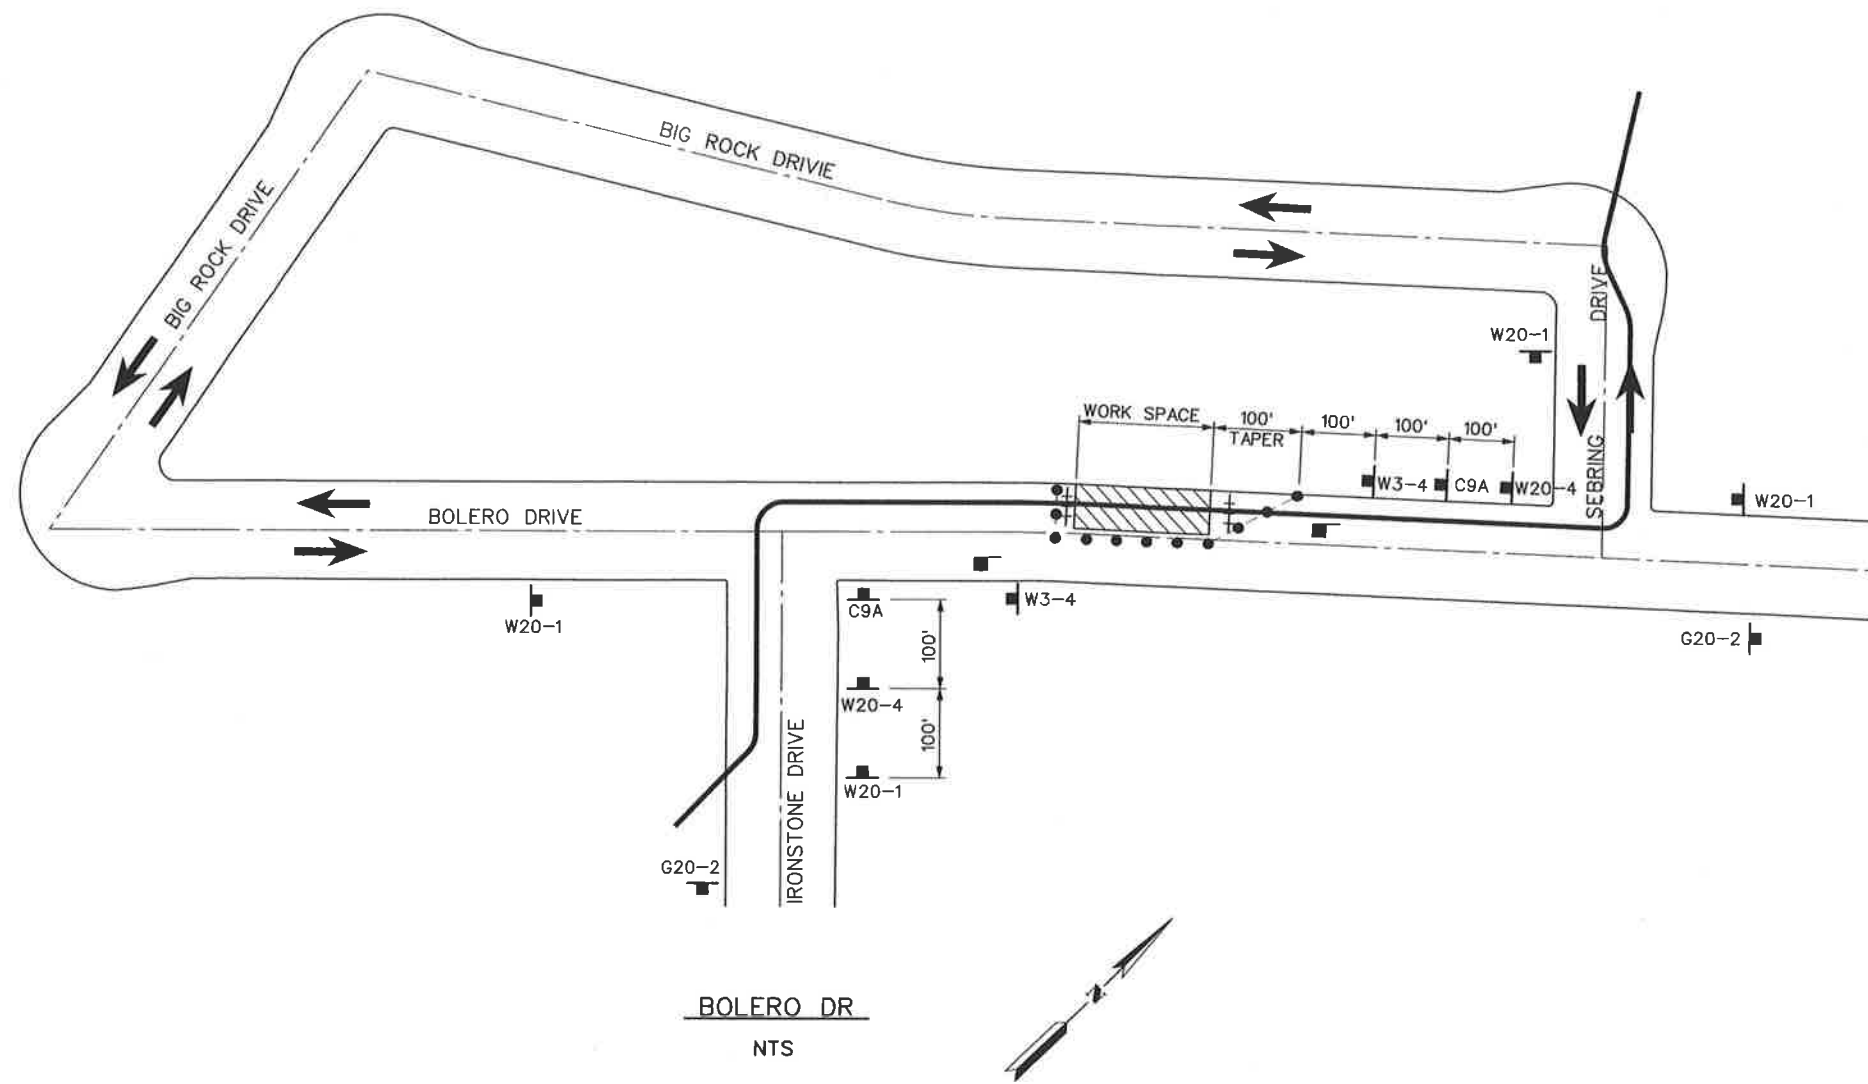 BIG ROCK DRIVIE
BIG ROCK DRIVE
DRIVE
SEBRING
W20-1
WORK SPACE
100'
TAPER
100'
100'
100'
W3-4
C9A
W20-4
W20-1
BOLERO DRIVE
W20-1
C9A
W3-4
100'
W20-4
100'
W20-1
G20-2
IRONSTONE DRIVE
G20-2
BOLERO DR
NTS
N